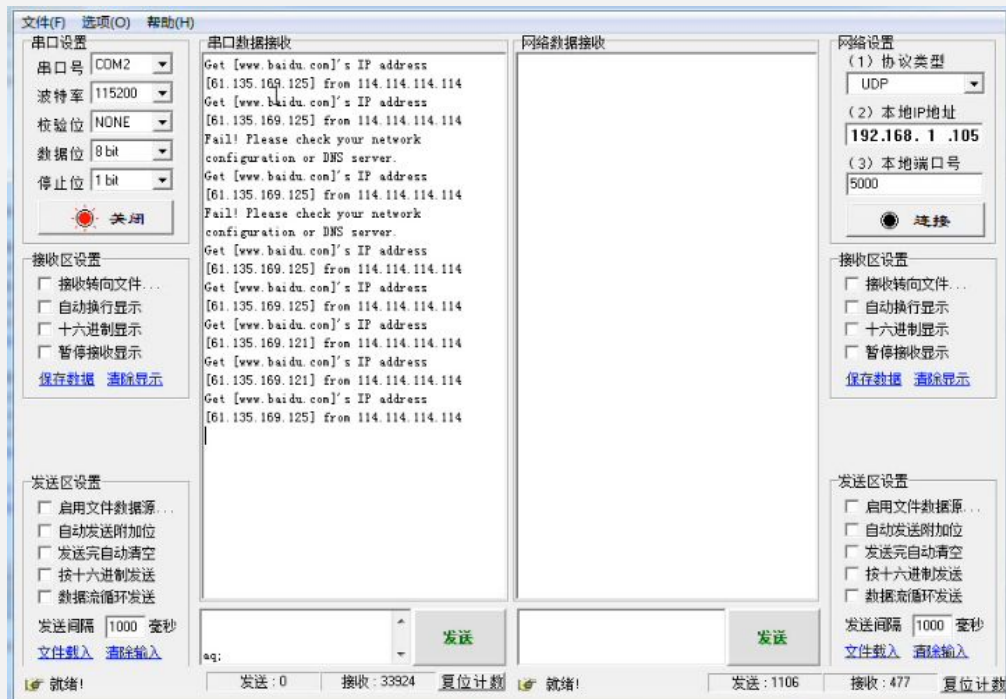 文件(F) 选项(O) 帮助(H)
串口设置
串口号 COM2
波特率 115200
校验位 NONE
数据位 8 bit
停止位 1 bit
关闭
接收区设置
接收转向文件...
自动换行显示
十六进制显示
暂停接收显示
保存数据 清除显示
发送区设置
启用文件数据源...
自动发送附加位
发送完自动清空
按十六进制发送
数据流循环发送
发送间隔 1000 毫秒
文件载入 清除输入
就绪!
串口数据接收
Get [www.baidu.com]'s IP address
[61.135.169.125] from 114.114.114.114
Get [www.baidu.com]'s IP address
[61.135.169.125] from 114.114.114.114
Fail! Please check your network
configuration or DNS server.
Get [www.baidu.com]'s IP address
[61.135.169.125] from 114.114.114.114
Fail! Please check your network
configuration or DNS server.
Get [www.baidu.com]'s IP address
[61.135.169.125] from 114.114.114.114
Get [www.baidu.com]'s IP address
[61.135.169.125] from 114.114.114.114
Get [www.baidu.com]'s IP address
[61.135.169.121] from 114.114.114.114
Get [www.baidu.com]'s IP address
[61.135.169.121] from 114.114.114.114
Get [www.baidu.com]'s IP address
[61.135.169.125] from 114.114.114.114
aq;
发送
发送 : 0 接收 : 33924 复位计数
网络数据接收
发送
就绪!
发送 : 1106 接收 : 477 复位计数
网络设置
(1) 协议类型
UDP
(2) 本地IP地址
192.168. 1 .105
(3) 本地端口号
5000
连接
接收区设置
接收转向文件...
自动换行显示
十六进制显示
暂停接收显示
保存数据 清除显示
发送区设置
启用文件数据源...
自动发送附加位
发送完自动清空
按十六进制发送
数据流循环发送
发送间隔 1000 毫秒
文件载入 清除输入